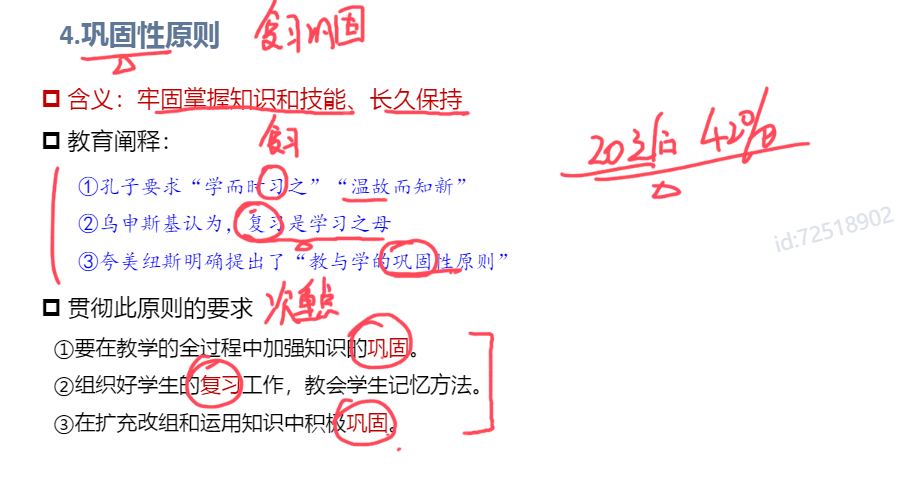 4.巩固性原则
复习巩固
含义：牢固掌握知识和技能、长久保持
教育阐释：
复习
①孔子要求“学而时习之”“温故而知新”
②乌申斯基认为，复习是学习之母
③夸美纽斯明确提出了“教与学的巩固性原则”
贯彻此原则的要求
次重点
①要在教学的全过程中加强知识的巩固。
②组织好学生的复习工作，教会学生记忆方法。
③在扩充改组和运用知识中积极巩固。
42%
id:72518902